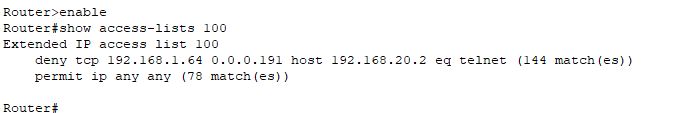 Router>enable
Router#show access-lists 100
Extended IP access list 100
deny tcp 192.168.1.64 0.0.0.191 host 192.168.20.2 eq telnet (144 match(es))
permit ip any any (78 match(es))
Router#